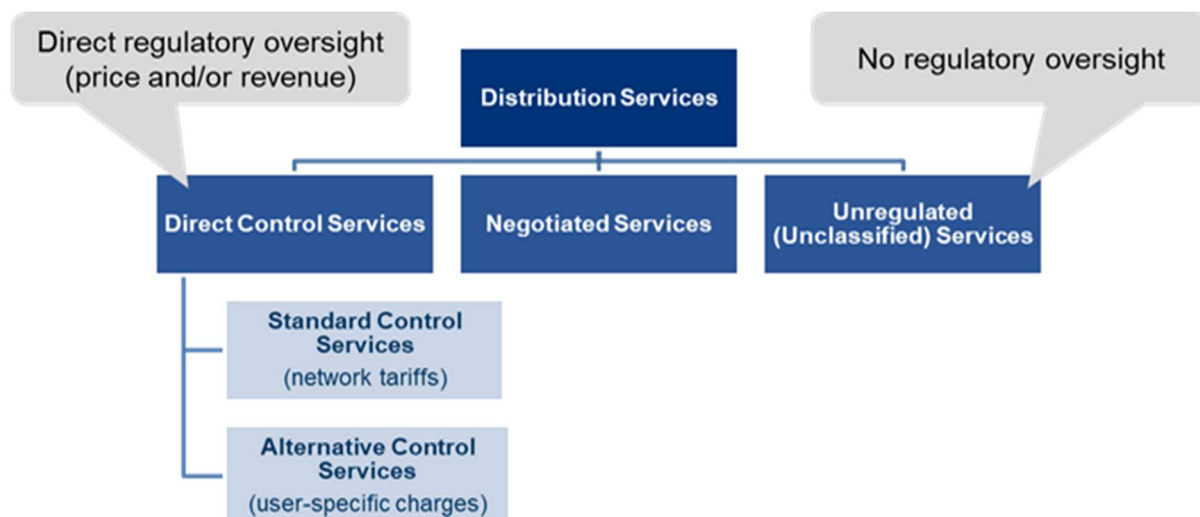 Direct regulatory oversight
(price and/or revenue)
No regulatory oversight
Distribution Services
Direct Control Services
Negotiated Services
Unregulated
(Unclassified) Services
Standard Control
Services
(network tariffs)
Alternative Control
Services
(user-specific charges)